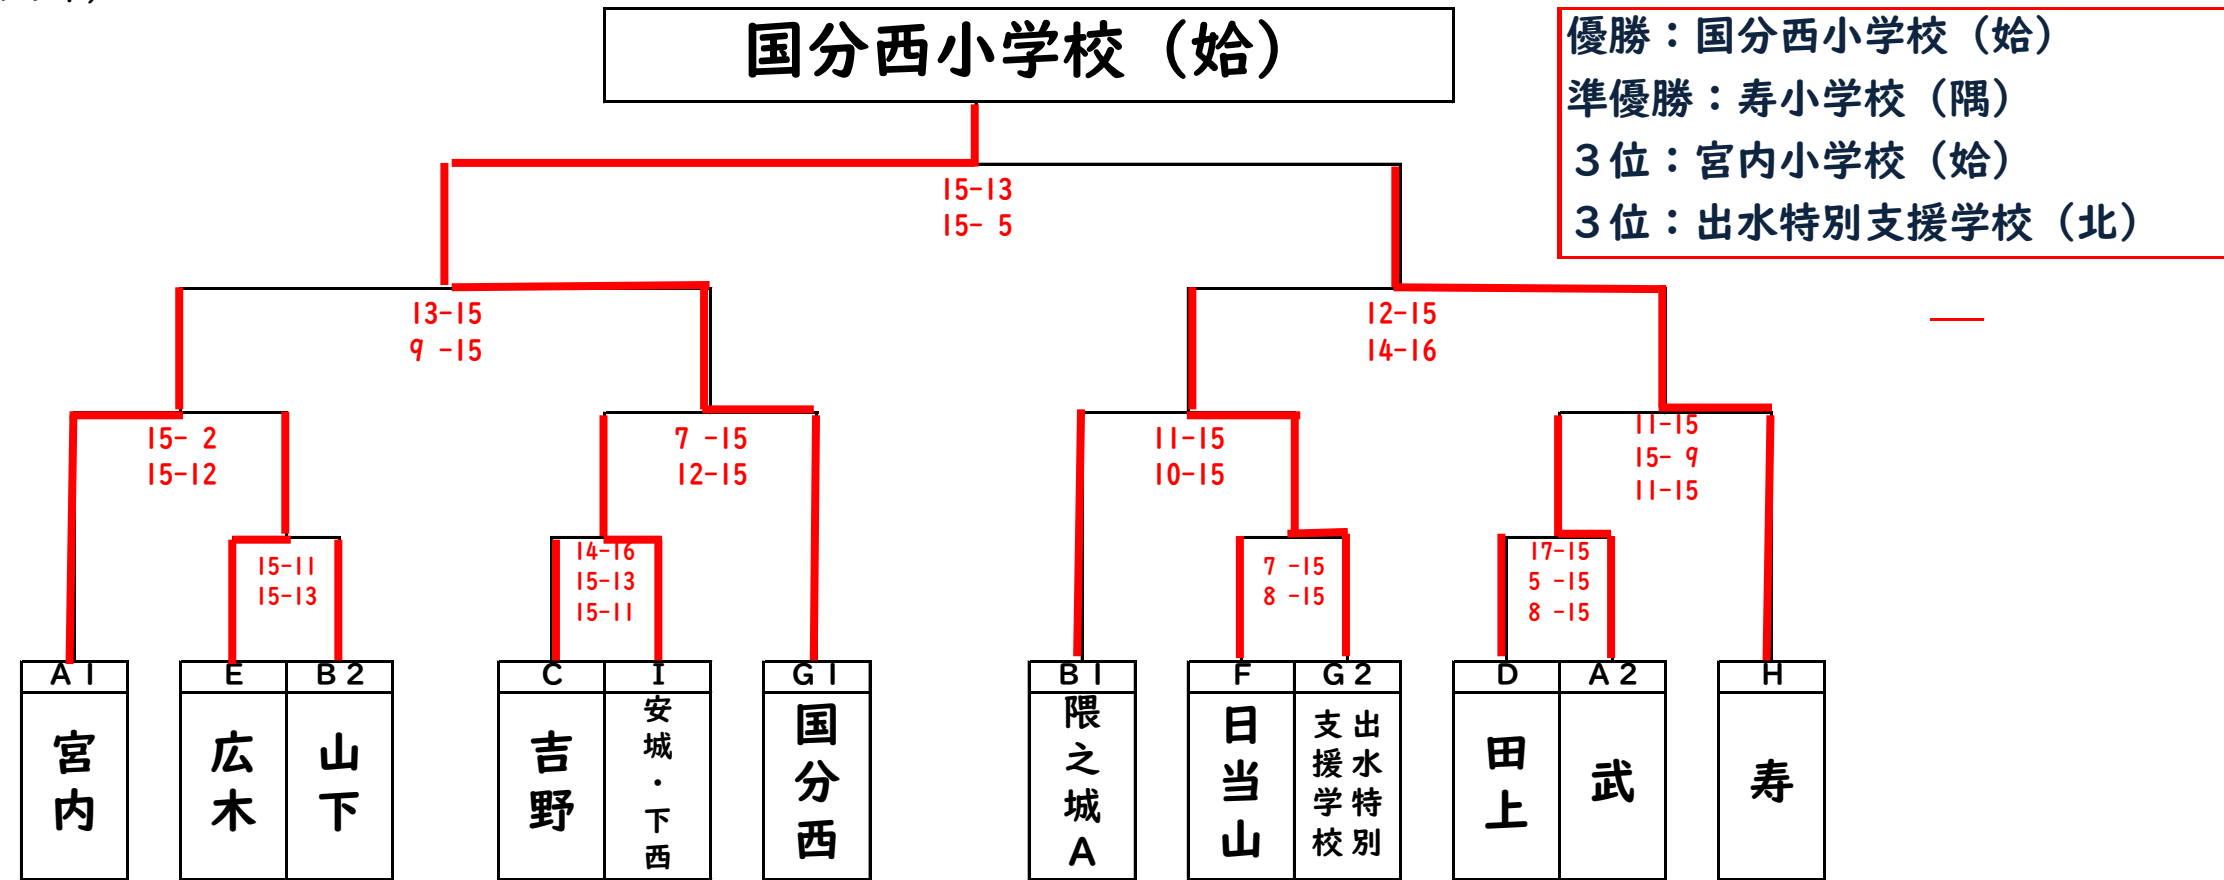 国分西小学校（始）
優勝：国分西小学校（始）
準優勝：寿小学校（隅）
３位：宮内小学校（始）
３位：出水特別支援学校（北）
15-13
15- 5
13-15
9 -15
12-15
14-16
15- 2
15-12
7 -15
12-15
11-15
10-15
11-15
15- 9
11-15
15-11
15-13
14-16
15-13
15-11
7 -15
8 -15
17-15
5 -15
8 -15
A1
E
B2
C
I
G1
B1
F
G2
D
A2
H
宮内
広木
山下
吉野
安城・下西
国分西
隈之城A
日当山
出水特別
支援学校
田上
武
寿